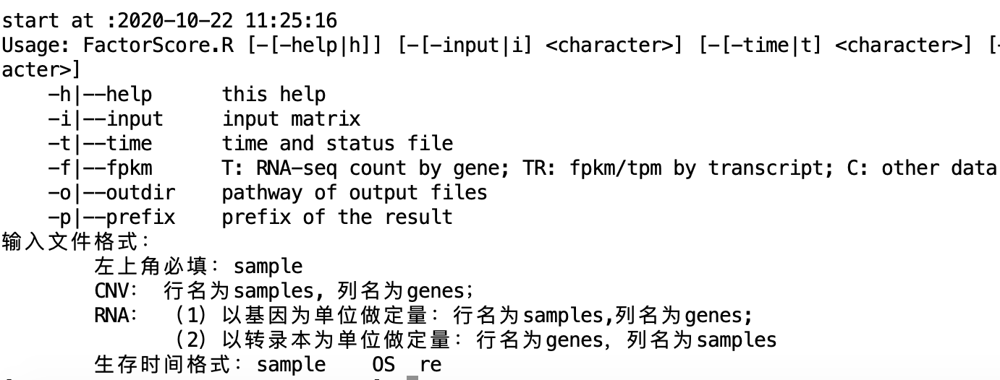 start at :2020-10-22 11:25:16
Usage: FactorScore.R [-[-help|h]] [-[-input|i] <character>] [-[-time|t] <character>] [-
acter>]
-h|--help this help
-i|--input input matrix
-t|--time time and status file
-f|--fpkm T: RNA-seq count by gene; TR: fpkm/tpm by transcript; C: other data
-o|--outdir pathway of output files
-p|--prefix prefix of the result
输入文件格式：
左上角必填：sample
CNV： 行名为samples，列名为genes；
RNA： （1）以基因为单位做定量：行名为samples,列名为genes;
（2）以转录本为单位做定量：行名为genes，列名为samples
生存时间格式：sample OS re